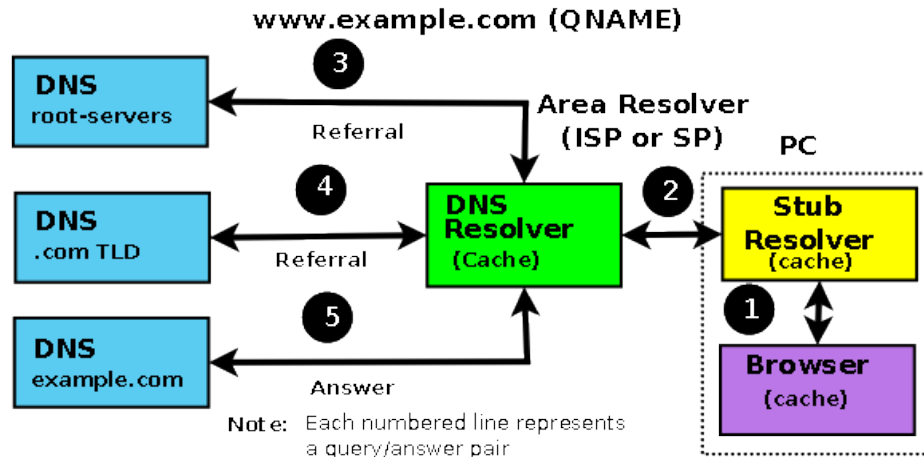 www.example.com (QNAME)
3
DNS
root-servers
Referral
Area Resolver
(ISP or SP)
PC
4
DNS
.com TLD
Referral
DNS
Resolver
(Cache)
2
Stub
Resolver
(cache)
1
5
DNS
example.com
Answer
Browser
(cache)
Note: Each numbered line represents
a query/answer pair